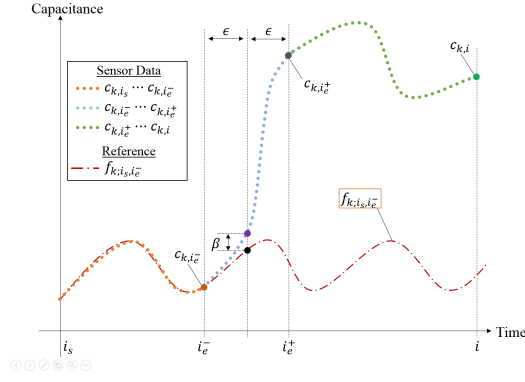 Capacitance
ϵ ϵ
c_{k,i}
c_{k,i_e^+}
Sensor Data
c_{k,i_s} ⋯ c_{k,i_e^-}
c_{k,i_e^-} ⋯ c_{k,i_e^+}
c_{k,i_e^+} ⋯ c_{k,i}
Reference
f_{k;i_s,i_e^-}
f_{k;i_s,i_e^-}
c_{k,i_e^-}
β
Time
i_s i_e^- i_e^+ i